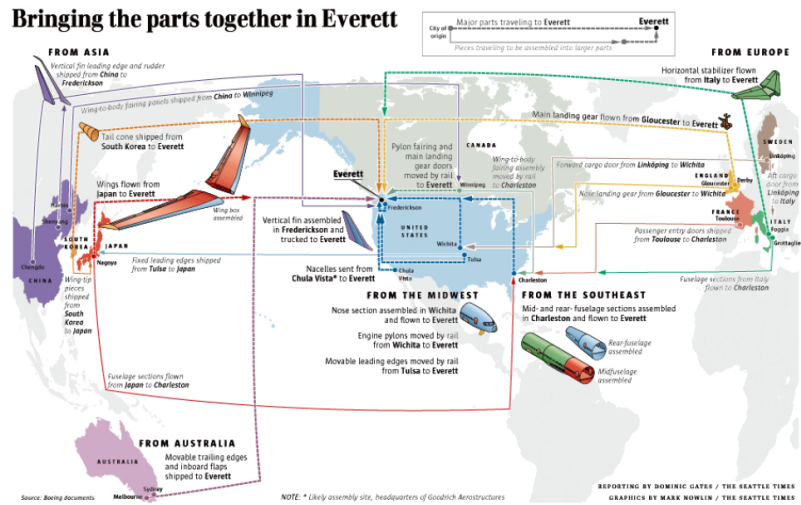 Bringing the parts together in Everett
City of
origin
Major parts traveling to Everett
Everett
Pieces traveling to be assembled into larger parts
FROM ASIA
Vertical fin leading edge and rudder
shipped from China to
Frederickson
FROM EUROPE
Horizontal stabilizer flown
from Italy to Everett
Wing-to-body fairing panels shipped from China to Winnipeg
Main landing gear flown from Gloucester to Everett
Tail cone shipped from
South Korea to Everett
Pylon fairing and
main landing
gear doors
moved by rail
to Everett
CANADA
Winnipeg
Wing-to-body
fairing assembly
moved by rail
to Charleston
SWEDEN
Linköping
Forward cargo door from Linköping to Wichita
ENGLAND
Gloucester
Derby
Aft cargo
door from
Linköping
to Italy
Everett
Wings flown from
Japan to Everett
Nose landing gear from Gloucester to Wichita
Wing box
assembled
Frederickson
FRANCE
Toulouse
ITALY
Foggia
Grottaglie
Vertical fin assembled
in Frederickson and
trucked to Everett
UNITED
STATES
Passenger entry doors shipped
from Toulouse to Charleston
SOUTH
KOREA
JAPAN
Nagoya
Wichita
Tulsa
Fixed leading edges shipped
from Tulsa to Japan
Chengdu
CHINA
Nacelles sent from
Chula Vista* to Everett
Chula
Vista
Charleston
Fuselage sections from Italy
flown to Charleston
Wing-tip
pieces
shipped
from
South
Korea
to Japan
FROM THE MIDWEST
Nose section assembled in Wichita
and flown to Everett
Engine pylons moved by rail
from Wichita to Everett
Movable leading edges moved by rail
from Tulsa to Everett
FROM THE SOUTHEAST
Mid- and rear- fuselage sections assembled
in Charleston and flown to Everett
Rear-fuselage
assembled
Midfuselage
assembled
Fuselage sections flown
from Japan to Charleston
FROM AUSTRALIA
Movable trailing edges
and inboard flaps
shipped to Everett
AUSTRALIA
Sydney
Melbourne
Source: Boeing documents
NOTE: * Likely assembly site, headquarters of Goodrich Aerostructures
REPORTING BY DOMINIC GATES / THE SEATTLE TIMES
GRAPHICS BY MARK NOWLIN / THE SEATTLE TIMES